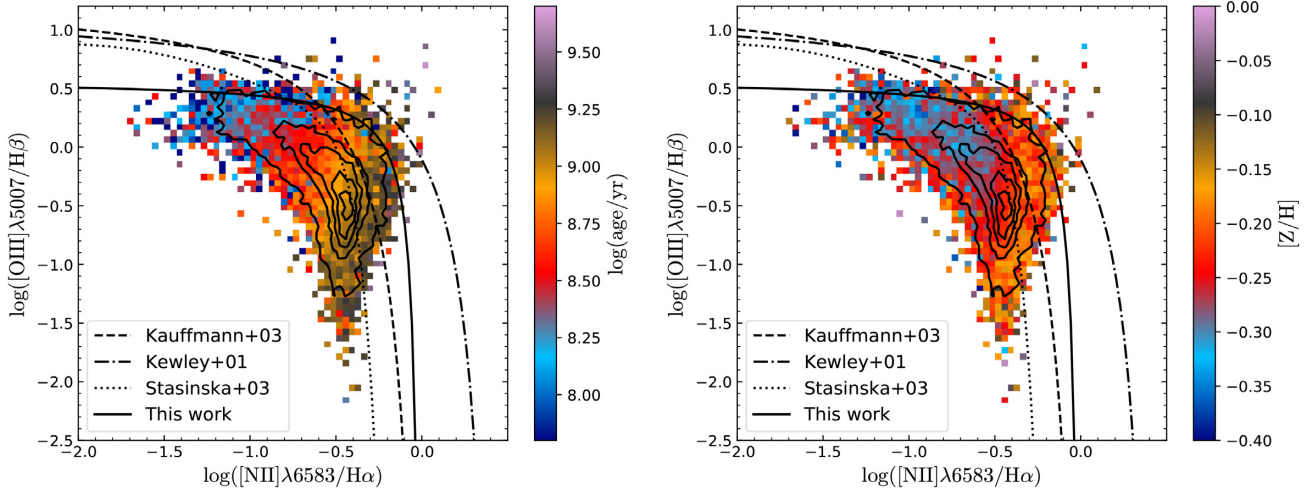 1.0
0.5
0.0
−0.5
−1.0
−1.5
−2.0
−2.5
log([OIII]λ5007/Hβ)
Kauffmann+03
Kewley+01
Stasinska+03
This work
−2.0 −1.5 −1.0 −0.5 0.0
log([NII]λ6583/Hα)
9.50
9.25
9.00
8.75
8.50
8.25
8.00
log(age/yr)
1.0
0.5
0.0
−0.5
−1.0
−1.5
−2.0
−2.5
log([OIII]λ5007/Hβ)
Kauffmann+03
Kewley+01
Stasinska+03
This work
−2.0 −1.5 −1.0 −0.5 0.0
log([NII]λ6583/Hα)
0.00
−0.05
−0.10
−0.15
−0.20
−0.25
−0.30
−0.35
−0.40
[Z/H]